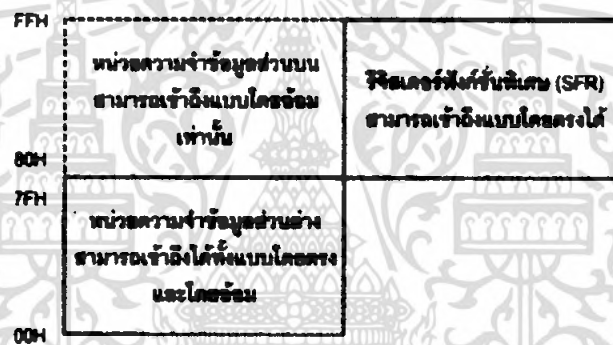 FFH
หน่วยความจำข้อมูลส่วนบน
สามารถเข้าถึงแบบโดยอ้อม
เท่านั้น
80H
รีจิสเตอร์ฟังก์ชั่นพิเศษ (SFR)
สามารถเข้าถึงแบบโดยตรงได้
7FH
หน่วยความจำข้อมูลส่วนล่าง
สามารถเข้าถึงได้ทั้งแบบโดยตรง
และโดยอ้อม
00H